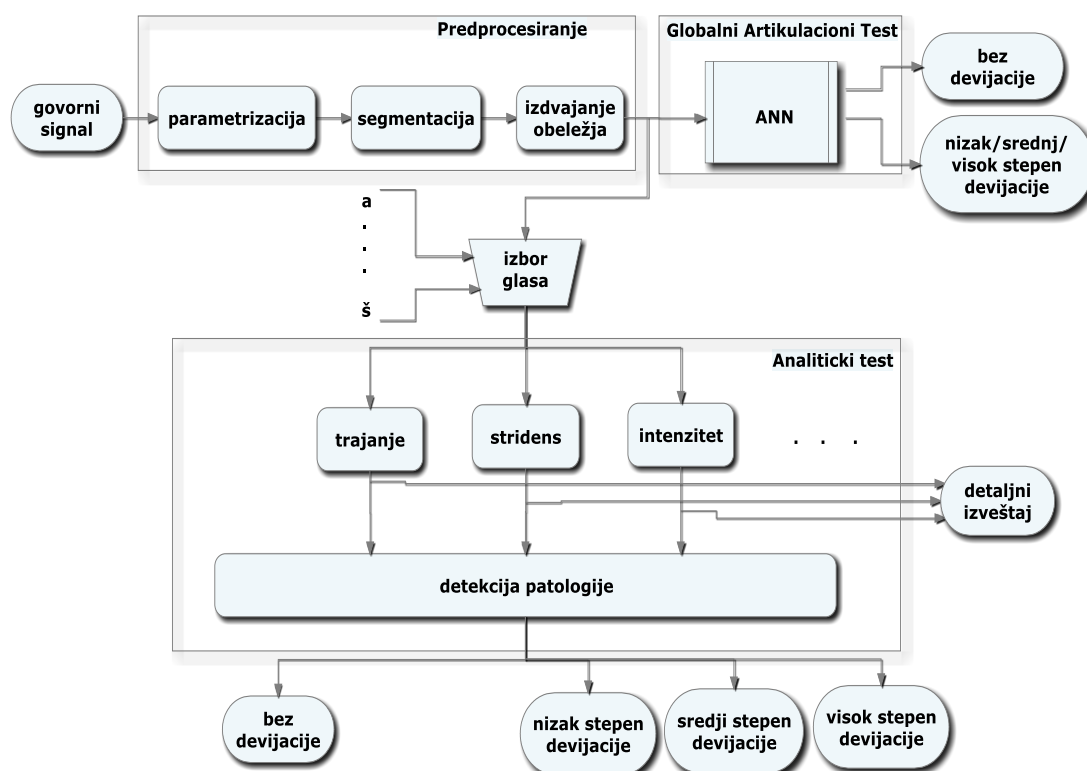 Predprocesiranje
Globalni Artikulacioni Test
govorni
signal
parametrizacija
segmentacija
izdvajanje
obeležja
ANN
bez
devijacije
nizak/srednj/
visok stepen
devijacije
a
.
.
.
š
izbor
glasa
Analiticki test
trajanje
stridens
intenzitet
. . .
detaljni
izveštaj
detekcija patologije
bez
devijacije
nizak stepen
devijacije
sredji stepen
devijacije
visok stepen
devijacije